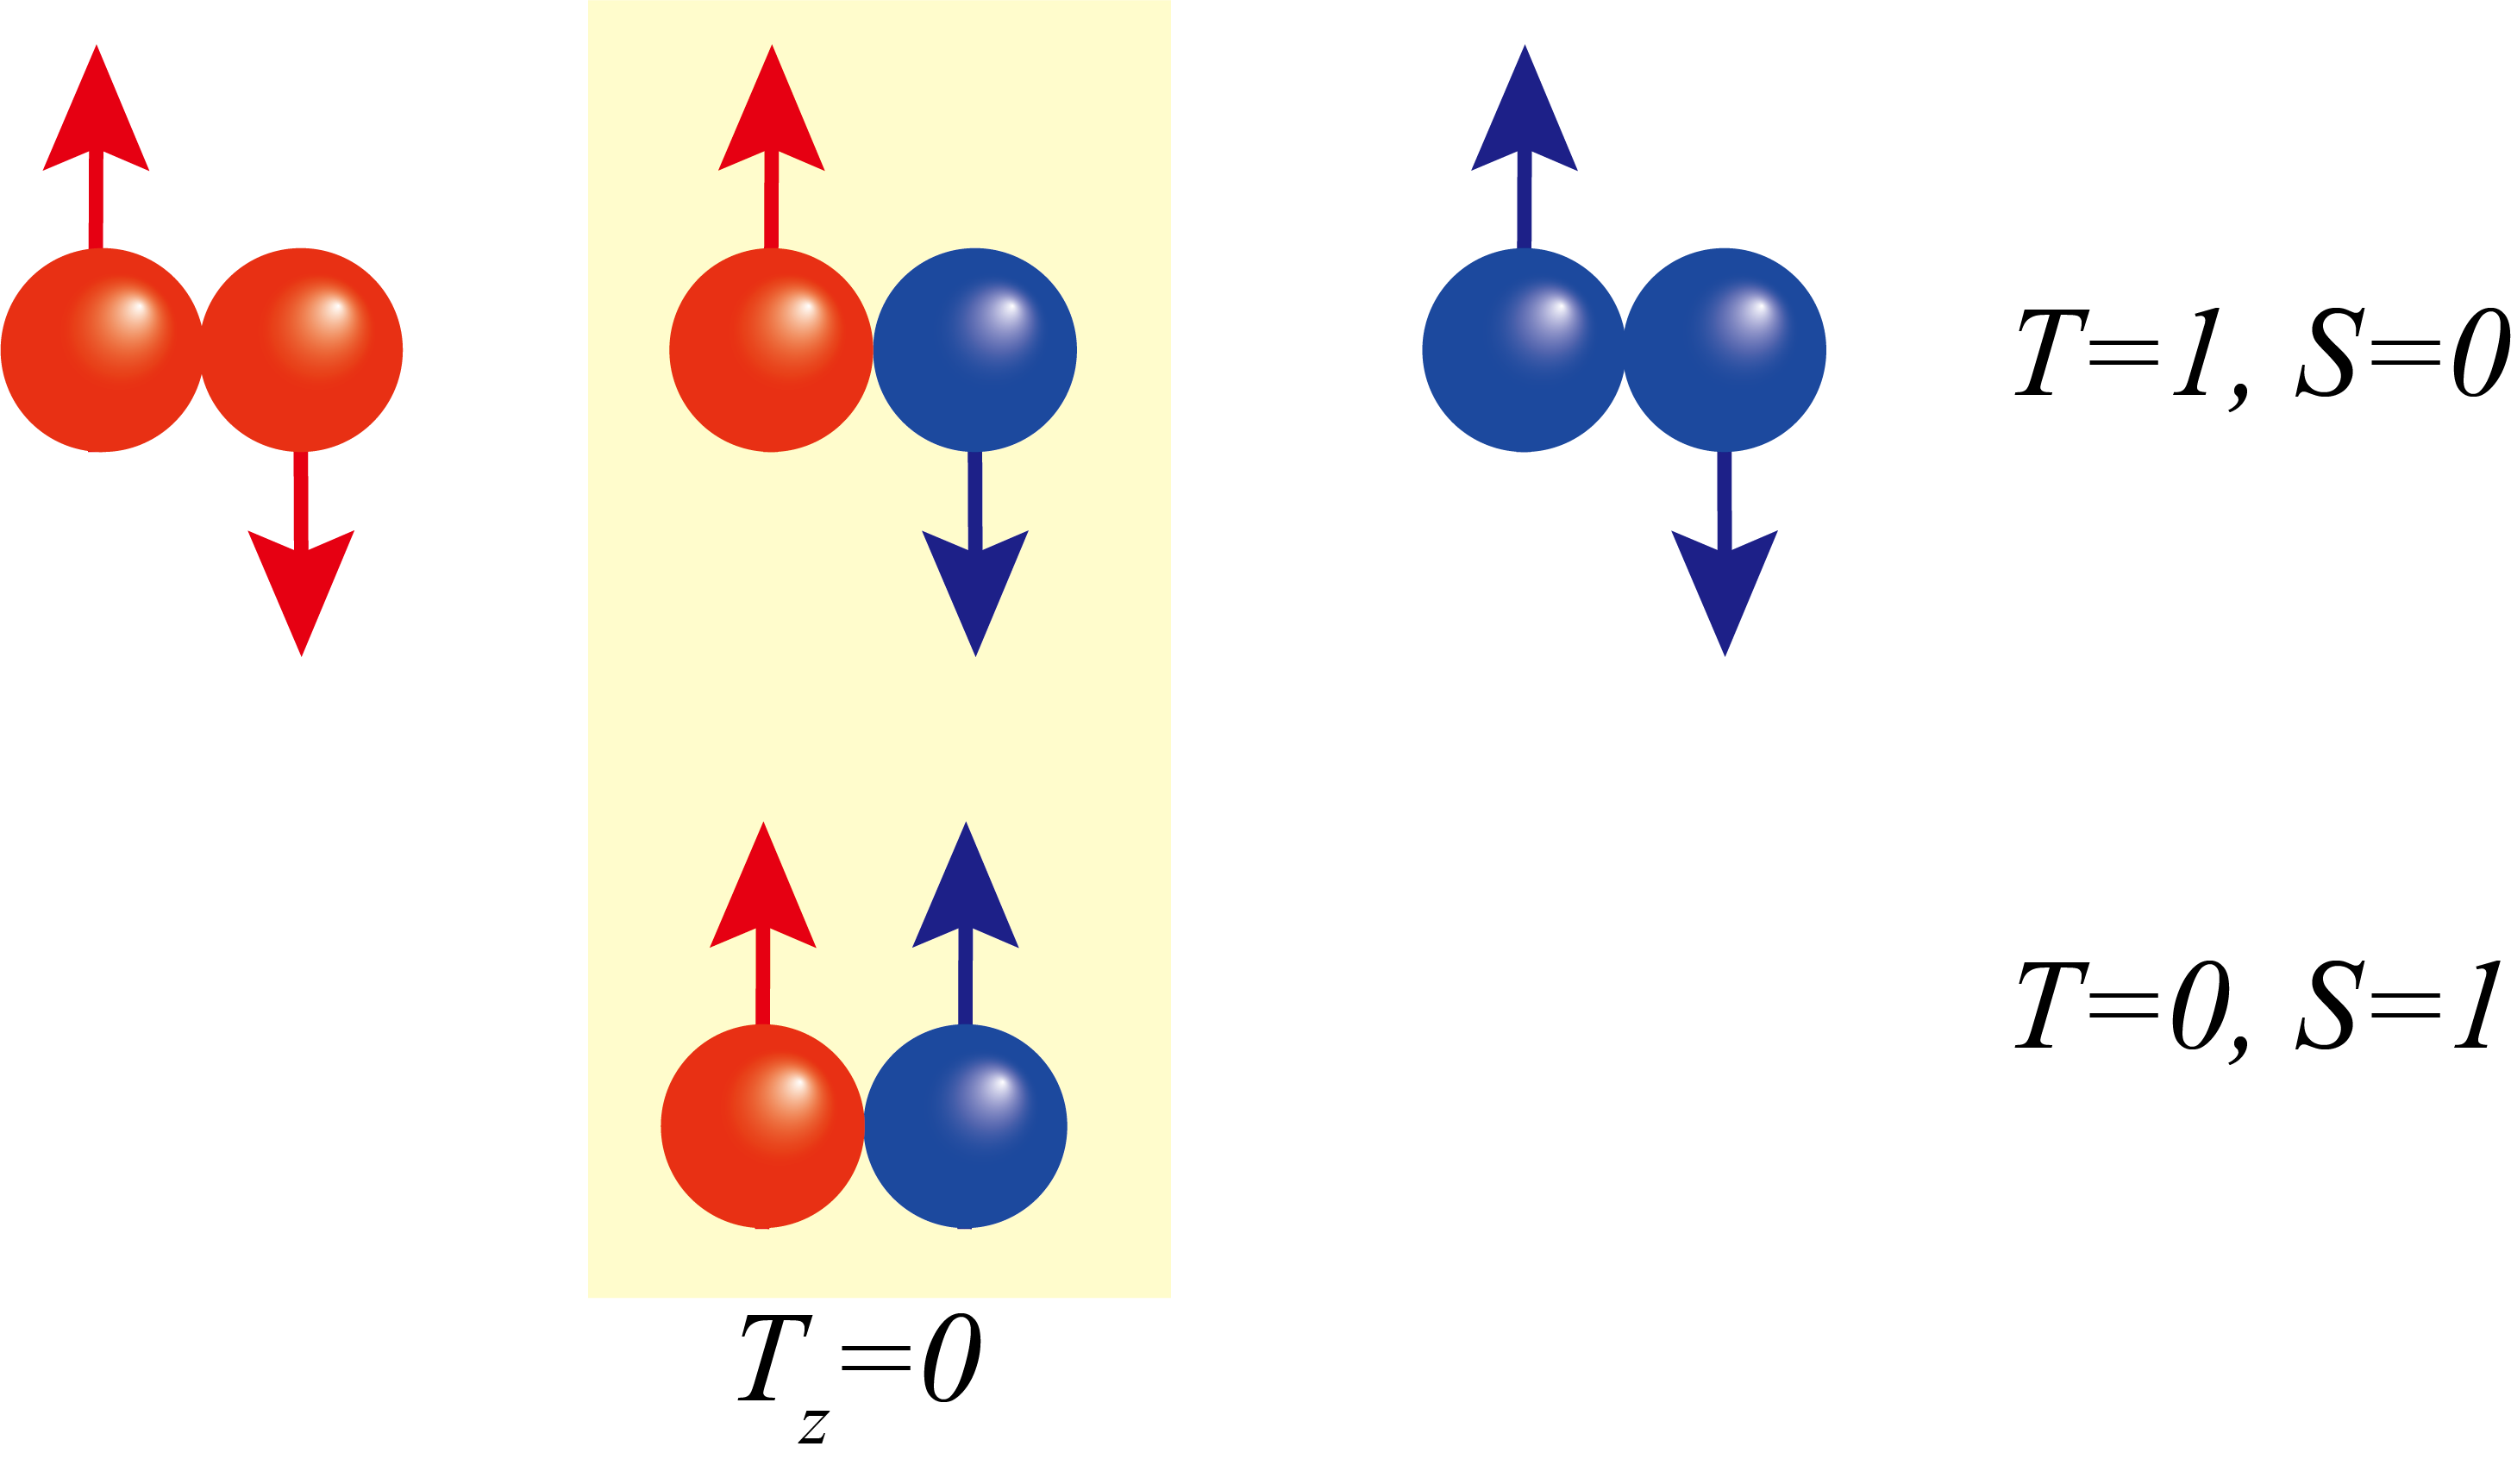 T=1, S=0
T=0, S=1
T_z=0